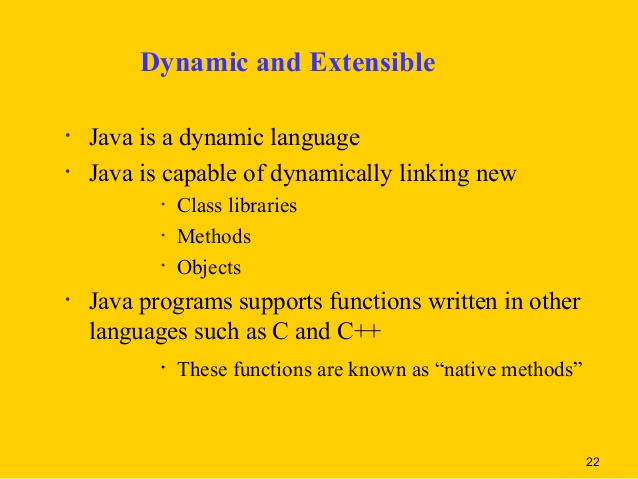 Dynamic and Extensible
• Java is a dynamic language
• Java is capable of dynamically linking new
• Class libraries
• Methods
• Objects
• Java programs supports functions written in other
languages such as C and C++
• These functions are known as “native methods”
22